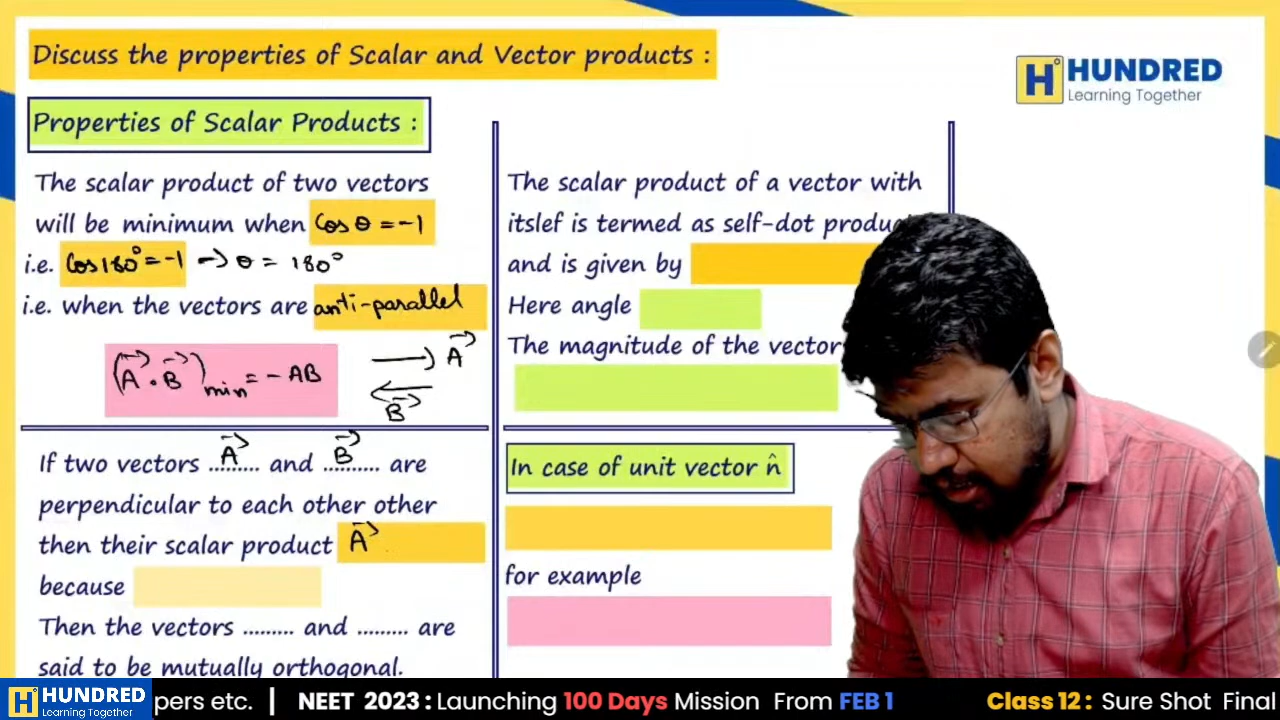 Discuss the properties of Scalar and Vector products :
H HUNDRED
Learning Together
Properties of Scalar Products :
The scalar product of two vectors
will be minimum when cos θ = -1
i.e. cos 180° = -1 → θ = 180°
i.e. when the vectors are anti-parallel
(A⃗ . B⃗)min = - AB
A⃗
B⃗
If two vectors ...A⃗... and ...B⃗... are
perpendicular to each other other
then their scalar product A⃗
because
Then the vectors ......... and ......... are
said to be mutually orthogonal.
The scalar product of a vector with
itslef is termed as self-dot produc
and is given by
Here angle
The magnitude of the vector
In case of unit vector n̂
for example
H HUNDRED
Learning Together
pers etc. | NEET 2023 : Launching 100 Days Mission From FEB 1 Class 12 : Sure Shot Final